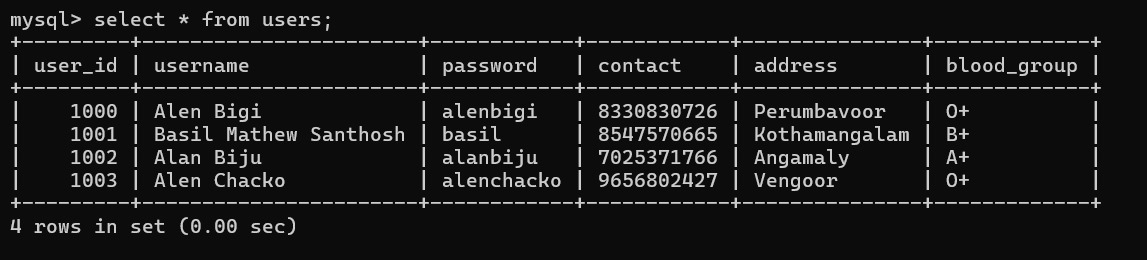 mysql> select * from users;
+---------+-----------------------+------------+------------+---------------+-------------+
| user_id | username              | password   | contact    | address       | blood_group |
+---------+-----------------------+------------+------------+---------------+-------------+
|    1000 | Alen Bigi             | alenbigi   | 8330830726 | Perumbavoor   | O+          |
|    1001 | Basil Mathew Santhosh | basil      | 8547570665 | Kothamangalam | B+          |
|    1002 | Alan Biju             | alanbiju   | 7025371766 | Angamaly      | A+          |
|    1003 | Alen Chacko           | alenchacko | 9656802427 | Vengoor       | O+          |
+---------+-----------------------+------------+------------+---------------+-------------+
4 rows in set (0.00 sec)